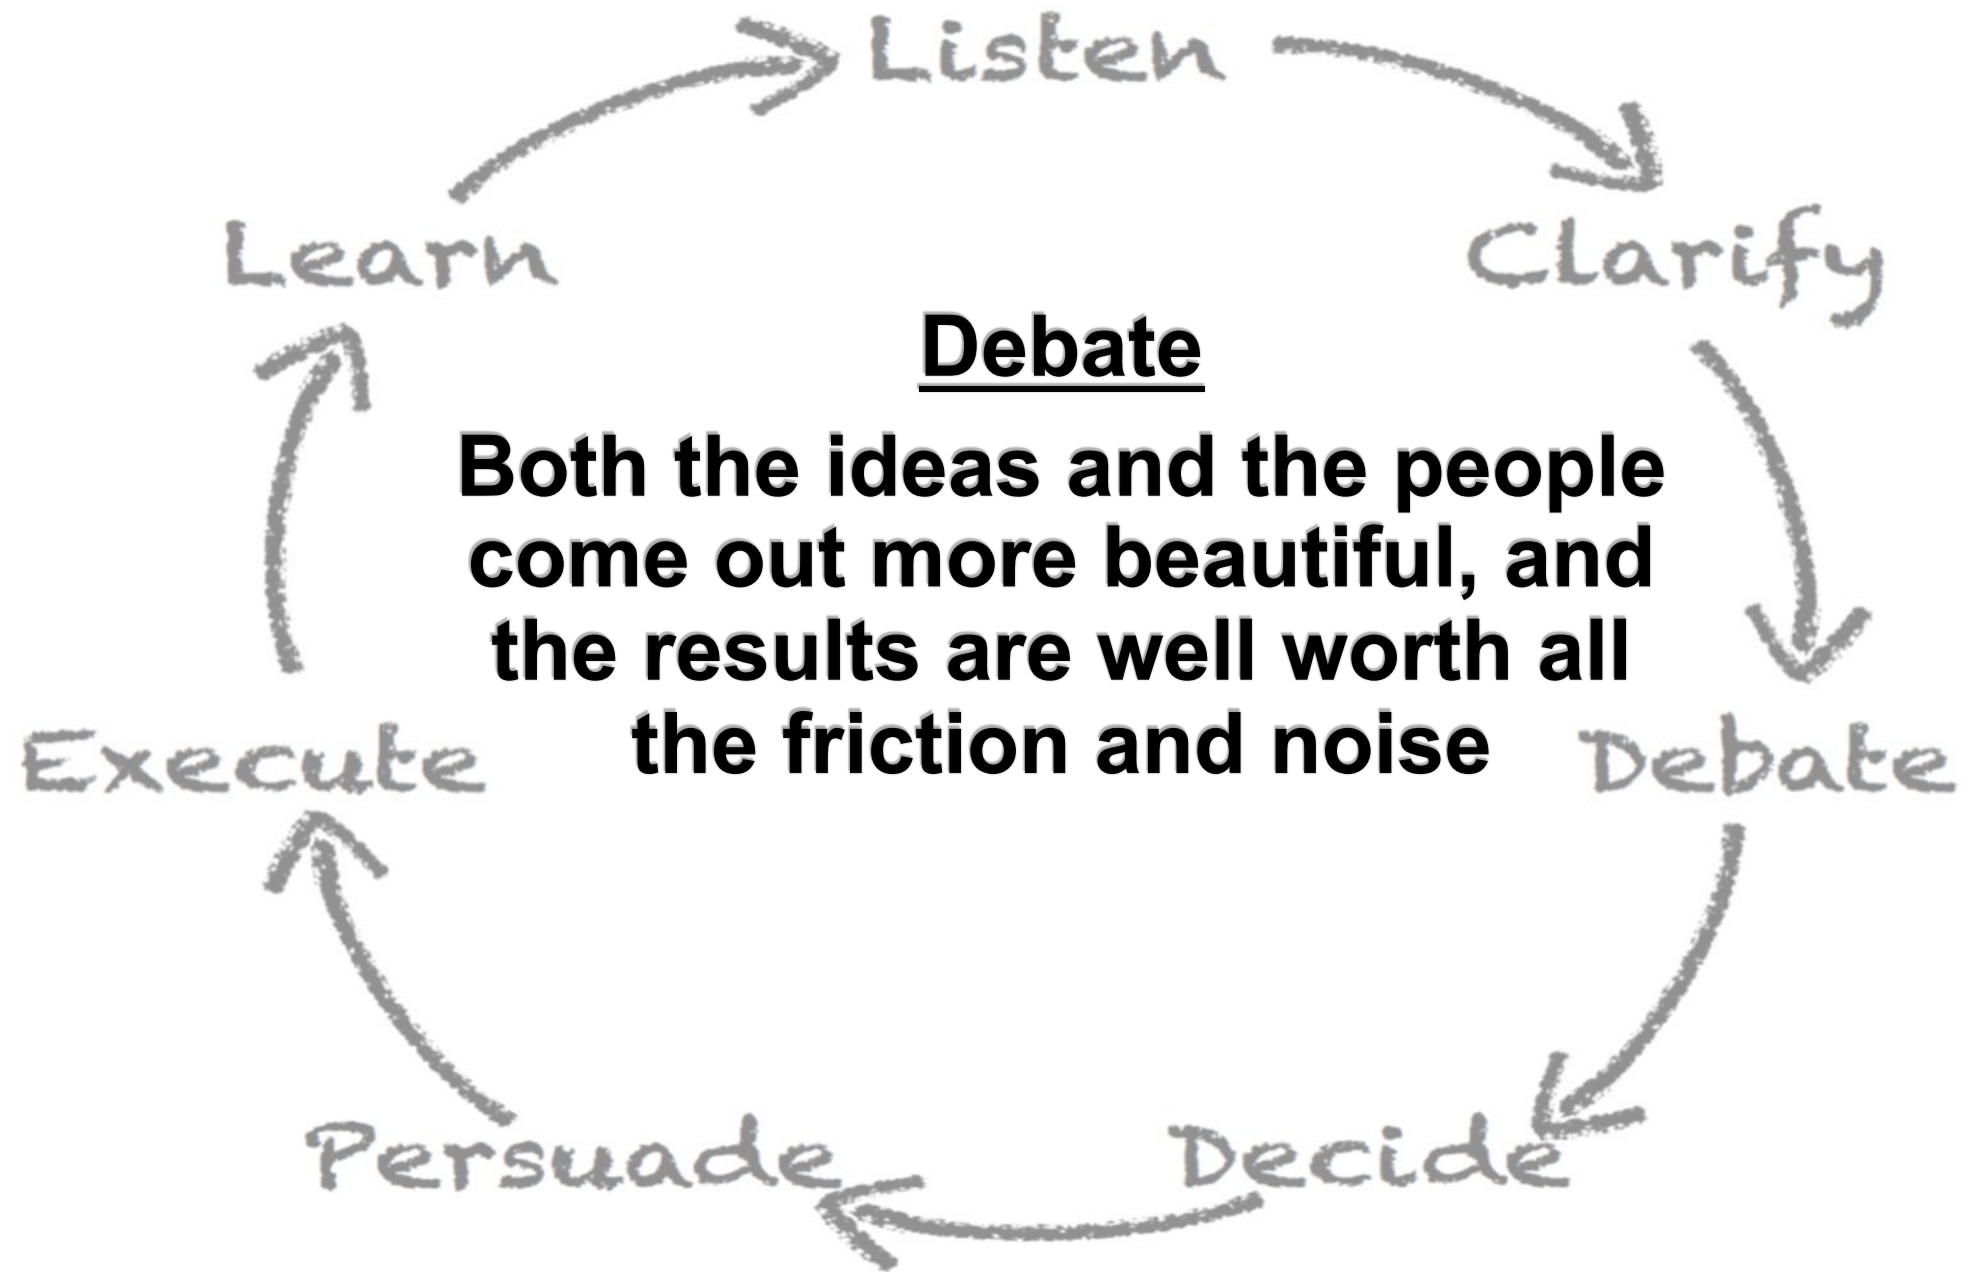 Listen
Learn
Clarify
Debate
Both the ideas and the people
come out more beautiful, and
the results are well worth all
the friction and noise
Execute
Debate
Persuade
Decide